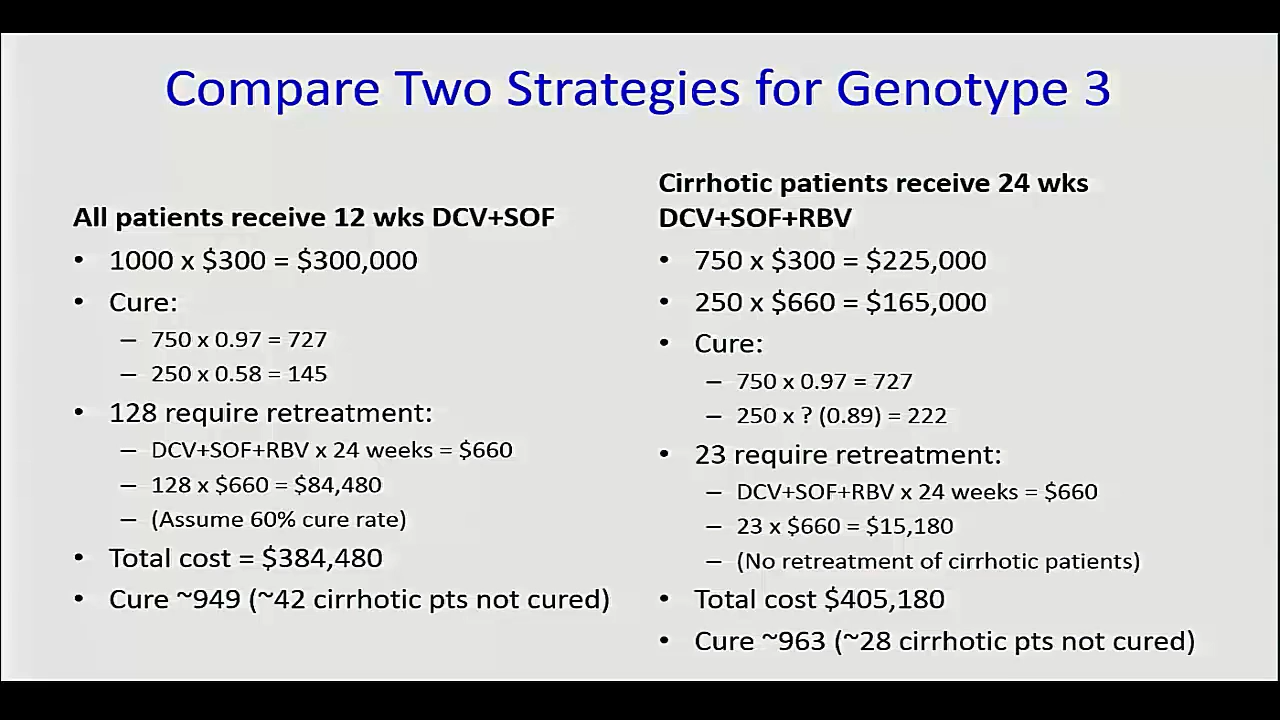 Compare Two Strategies for Genotype 3
All patients receive 12 wks DCV+SOF
• 1000 x $300 = $300,000
• Cure:
– 750 x 0.97 = 727
– 250 x 0.58 = 145
• 128 require retreatment:
– DCV+SOF+RBV x 24 weeks = $660
– 128 x $660 = $84,480
– (Assume 60% cure rate)
• Total cost = $384,480
• Cure ~949 (~42 cirrhotic pts not cured)
Cirrhotic patients receive 24 wks
DCV+SOF+RBV
• 750 x $300 = $225,000
• 250 x $660 = $165,000
• Cure:
– 750 x 0.97 = 727
– 250 x ? (0.89) = 222
• 23 require retreatment:
– DCV+SOF+RBV x 24 weeks = $660
– 23 x $660 = $15,180
– (No retreatment of cirrhotic patients)
• Total cost $405,180
• Cure ~963 (~28 cirrhotic pts not cured)